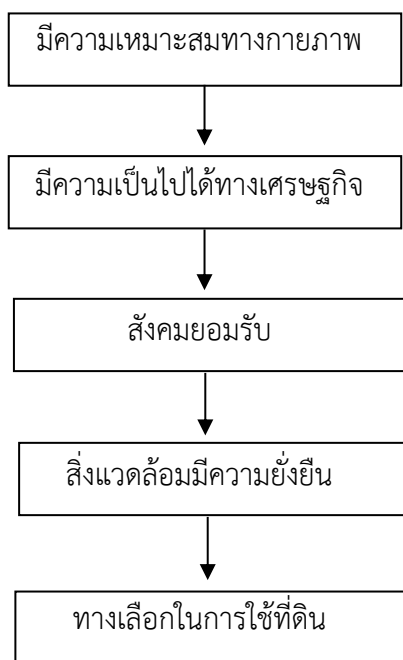 มีความเหมาะสมทางกายภาพ
มีความเป็นไปได้ทางเศรษฐกิจ
สังคมยอมรับ
สิ่งแวดล้อมมีความยั่งยืน
ทางเลือกในการใช้ที่ดิน